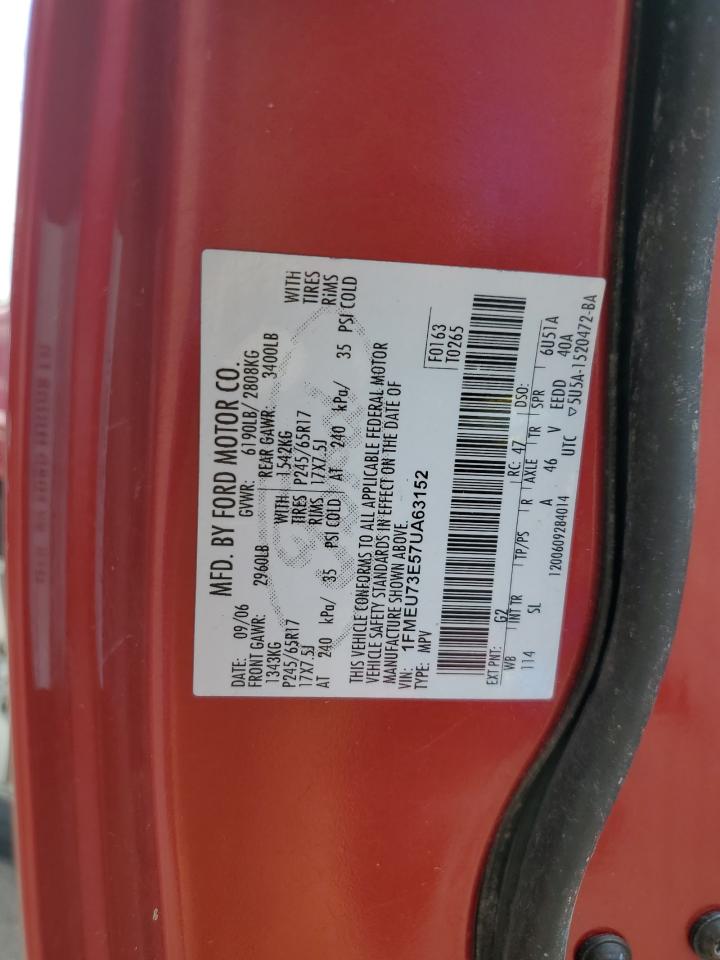 MFD. BY FORD MOTOR CO.
DATE: 09/06 GVWR: 6190LB/ 2808KG
FRONT GAWR: 2960LB REAR GAWR: 3400LB
1343KG WITH 1542KG WITH
P245/65R17 TIRES P245/65R17 TIRES
17X7.5J RIMS 17X7.5J RiMS
AT 240 kPa/ 35 PSI COLD AT 240 kPa/ 35 PSI COLD
THIS VEHICLE CONFORMS TO ALL APPLICABLE FEDERAL MOTOR
VEHICLE SAFETY STANDARDS IN EFFECT ON THE DATE OF
MANUFACTURE SHOWN ABOVE.
VIN: 1FMEU73E57UA63152 F0163
TYPE: MPV T0265
EXT PNT: G2 RC: 47 DSO:
WB INT TR TP/PS R AXLE TR SPR 6U51A
114 SL A 46 V EEDD 40A
1200609284014 UTC ▽5U5A-1520472-BA